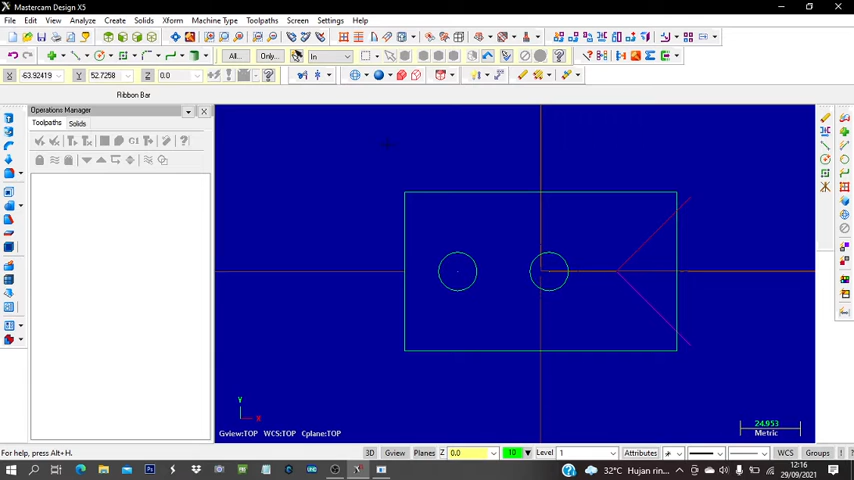 Mastercam Design X5
File Edit View Analyze Create Solids Xform Machine Type Toolpaths Screen Settings Help
All... Only... In
X -63.92419 Y 52.7258 Z 0.0
Ribbon Bar
Operations Manager
Toolpaths Solids
G1
Y
X
Gview:TOP WCS:TOP Cplane:TOP
24.953
Metric
For help, press Alt+H. 3D Gview Planes Z 0.0 10 Level 1 Attributes WCS Groups ! ?
32°C Hujan rin... 12:16
29/09/2021